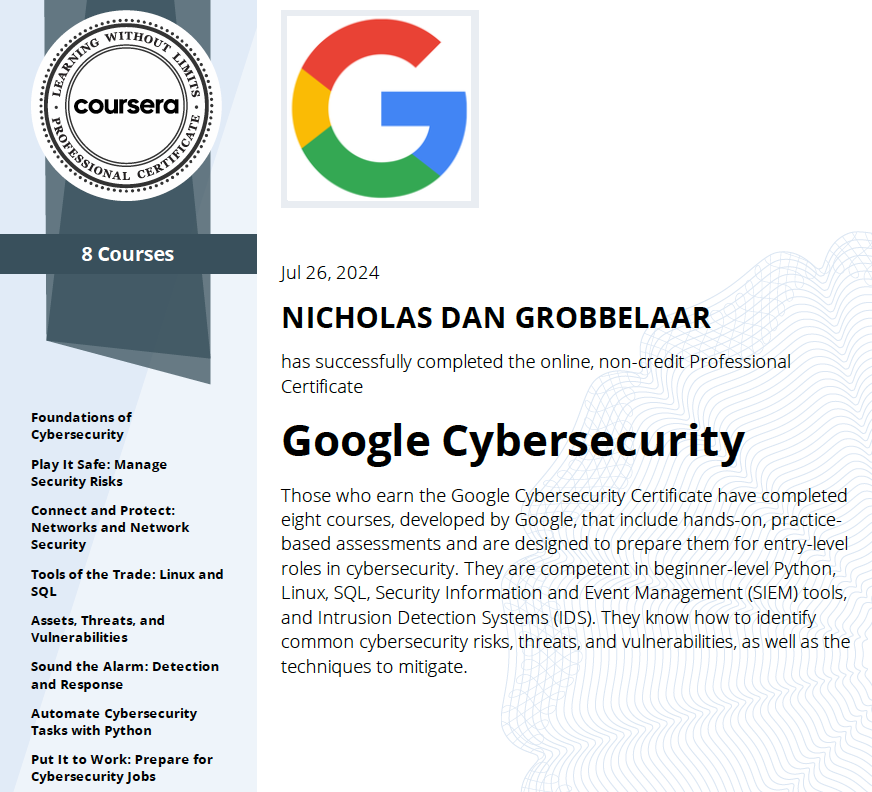 LEARNING WITHOUT LIMITS
coursera
PROFESSIONAL CERTIFICATE
8 Courses
Foundations of
Cybersecurity
Play It Safe: Manage
Security Risks
Connect and Protect:
Networks and Network
Security
Tools of the Trade: Linux and
SQL
Assets, Threats, and
Vulnerabilities
Sound the Alarm: Detection
and Response
Automate Cybersecurity
Tasks with Python
Put It to Work: Prepare for
Cybersecurity Jobs
G
Jul 26, 2024
NICHOLAS DAN GROBBELAAR
has successfully completed the online, non-credit Professional
Certificate
Google Cybersecurity
Those who earn the Google Cybersecurity Certificate have completed
eight courses, developed by Google, that include hands-on, practice-
based assessments and are designed to prepare them for entry-level
roles in cybersecurity. They are competent in beginner-level Python,
Linux, SQL, Security Information and Event Management (SIEM) tools,
and Intrusion Detection Systems (IDS). They know how to identify
common cybersecurity risks, threats, and vulnerabilities, as well as the
techniques to mitigate.